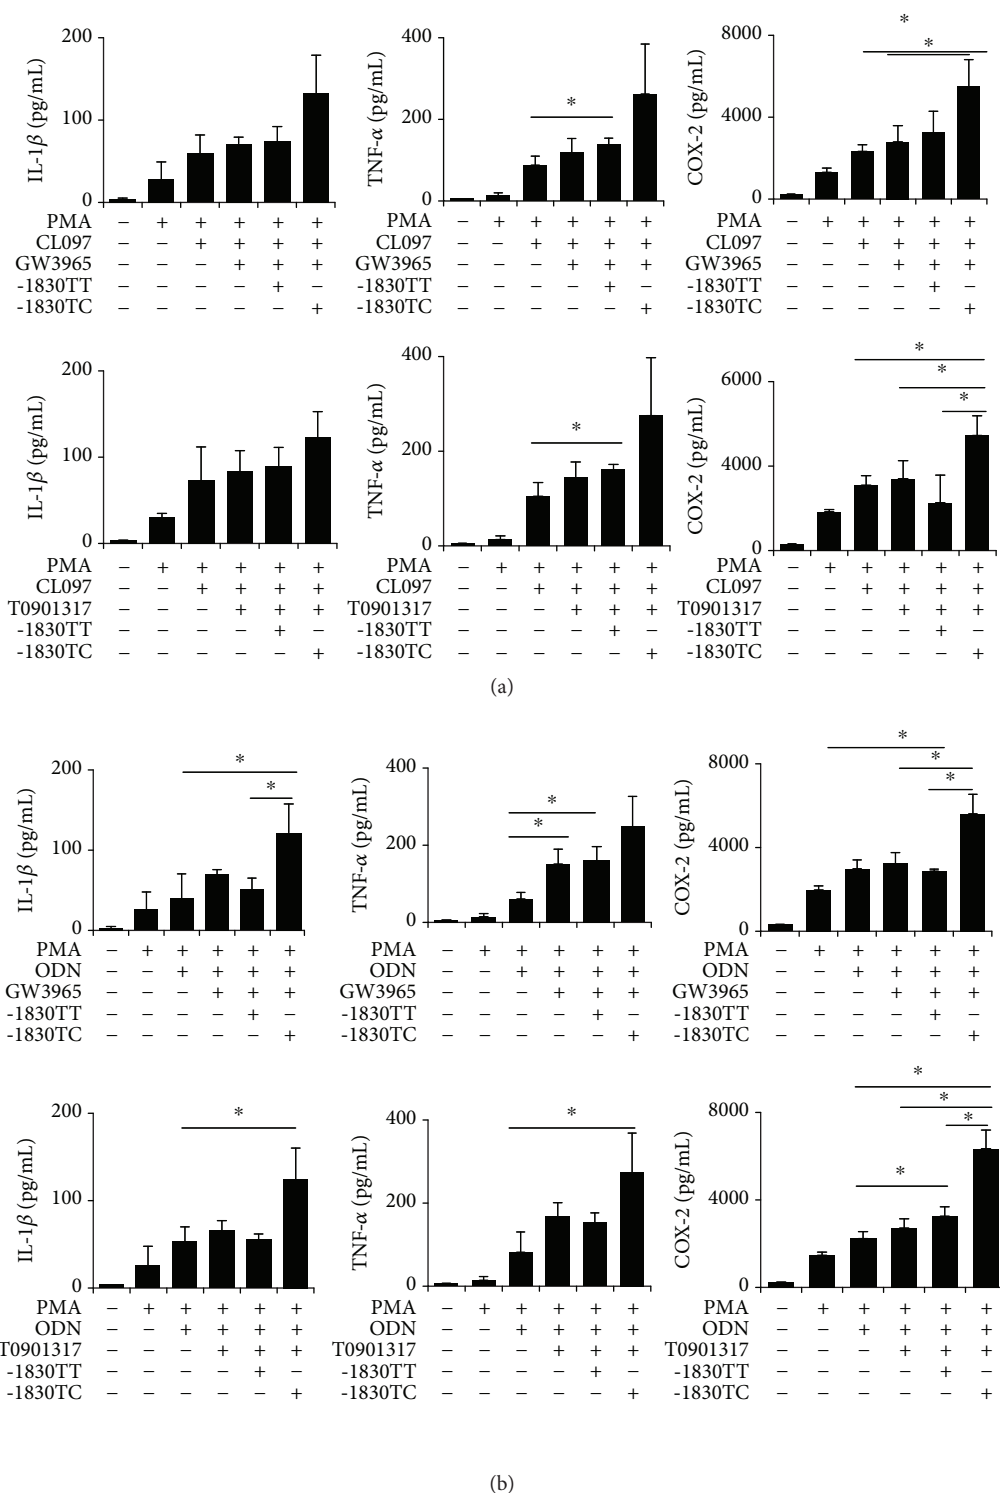 *
*
200
100
0
IL-1β (pg/mL)
400
200
0
TNF-α (pg/mL)
*
8000
4000
0
COX-2 (pg/mL)
PMA – + + + + +
CL097 – – + + + +
GW3965 – – – + + +
-1830TT – – – – + –
-1830TC – – – – – +
PMA – + + + + +
CL097 – – + + + +
GW3965 – – – + + +
-1830TT – – – – + –
-1830TC – – – – – +
PMA – + + + + +
CL097 – – + + + +
GW3965 – – – + + +
-1830TT – – – – + –
-1830TC – – – – – +
200
100
0
IL-1β (pg/mL)
400
200
0
TNF-α (pg/mL)
*
6000
4000
0
COX-2 (pg/mL)
*
*
*
PMA – + + + + +
CL097 – – + + + +
T0901317 – – – + + +
-1830TT – – – – + –
-1830TC – – – – – +
PMA – + + + + +
CL097 – – + + + +
T0901317 – – – + + +
-1830TT – – – – + –
-1830TC – – – – – +
PMA – + + + + +
CL097 – – + + + +
T0901317 – – – + + +
-1830TT – – – – + –
-1830TC – – – – – +
(a)
200
100
0
IL-1β (pg/mL)
*
*
400
200
0
TNF-α (pg/mL)
*
*
8000
4000
0
COX-2 (pg/mL)
*
*
*
PMA – + + + + +
ODN – – + + + +
GW3965 – – – + + +
-1830TT – – – – + –
-1830TC – – – – – +
PMA – + + + + +
ODN – – + + + +
GW3965 – – – + + +
-1830TT – – – – + –
-1830TC – – – – – +
PMA – + + + + +
ODN – – + + + +
GW3965 – – – + + +
-1830TT – – – – + –
-1830TC – – – – – +
200
100
0
IL-1β (pg/mL)
*
400
200
0
TNF-α (pg/mL)
*
8000
4000
0
COX-2 (pg/mL)
*
*
*
*
PMA – + + + + +
ODN – – + + + +
T0901317 – – – + + +
-1830TT – – – – + –
-1830TC – – – – – +
PMA – + + + + +
ODN – – + + + +
T0901317 – – – + + +
-1830TT – – – – + –
-1830TC – – – – – +
PMA – + + + + +
ODN – – + + + +
T0901317 – – – + + +
-1830TT – – – – + –
-1830TC – – – – – +
(b)